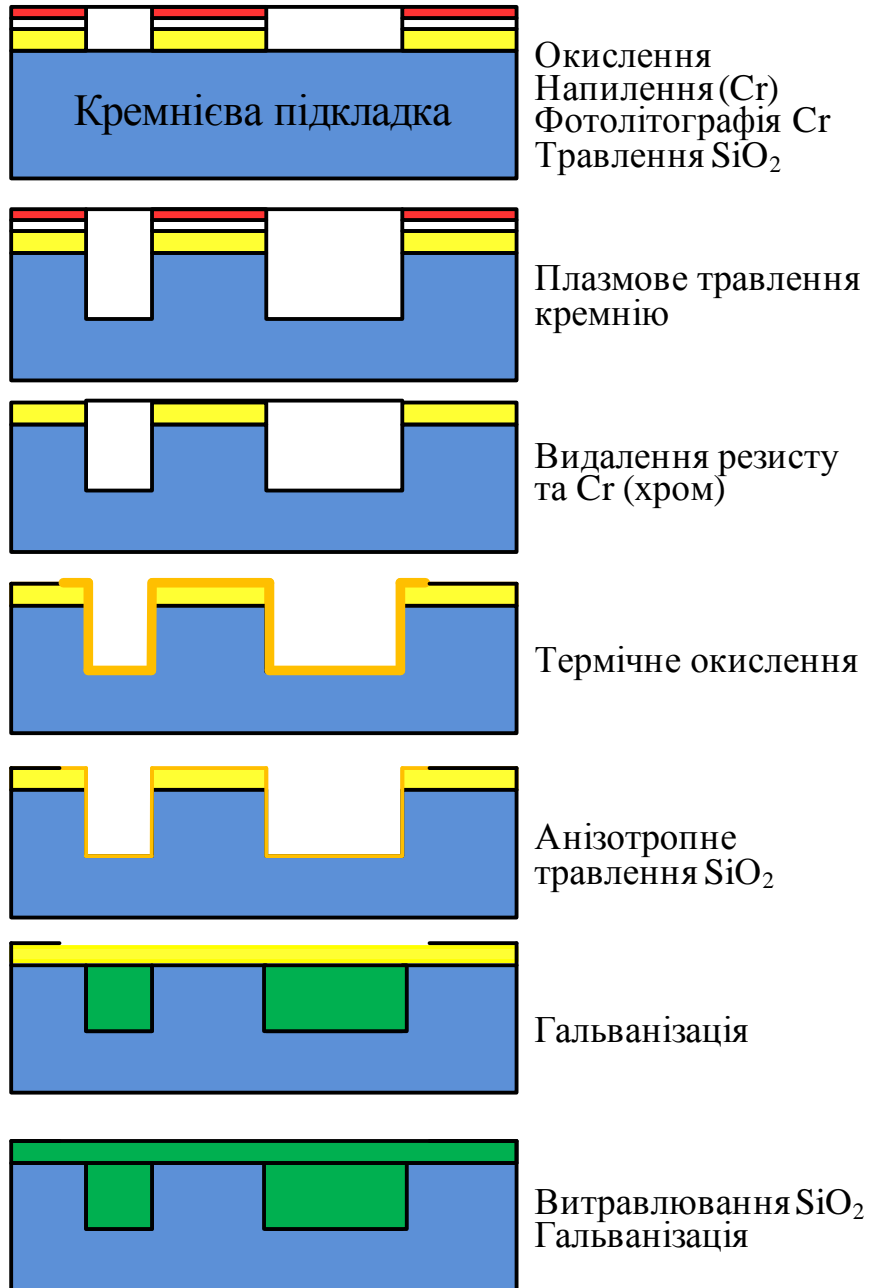 Окислення
Напилення (Cr)
Кремнієва підкладка
Фотолітографія Cr
Травлення SiO₂
Плазмове травлення
кремнію
Видалення резисту
та Cr (хром)
Термічне окислення
Анізотропне
травлення SiO₂
Гальванізація
Витравлювання SiO₂
Гальванізація